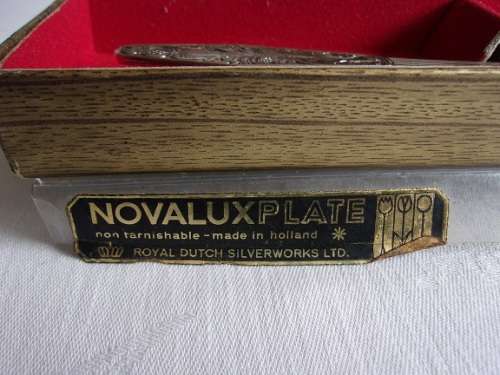 NOVALUXPLATE
non tarnishable - made in holland *
ROYAL DUTCH SILVERWORKS LTD.